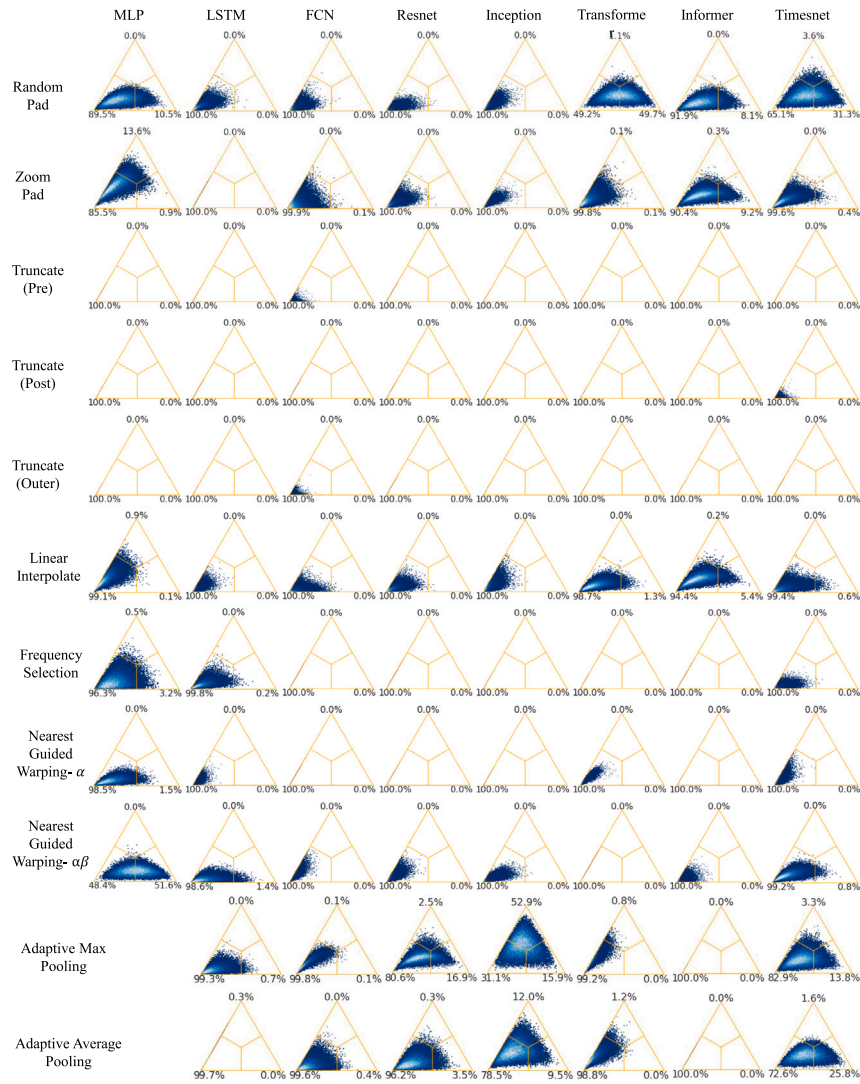 MLP LSTM FCN Resnet Inception Transforme Informer Timesnet
r
0.0% 0.0% 0.0% 0.0% 0.0% 1.1% 0.0% 3.6%
Random
Pad
89.5% 10.5% 100.0% 0.0% 100.0% 0.0% 100.0% 0.0% 100.0% 0.0% 49.2% 49.7% 91.9% 8.1% 65.1% 31.3%
13.6% 0.0% 0.0% 0.0% 0.0% 0.1% 0.3% 0.0%
Zoom
Pad
85.5% 0.9% 100.0% 0.0% 99.9% 0.1% 100.0% 0.0% 100.0% 0.0% 99.8% 0.1% 90.4% 9.2% 99.6% 0.4%
0.0% 0.0% 0.0% 0.0% 0.0% 0.0% 0.0% 0.0%
Truncate
(Pre)
100.0% 0.0% 100.0% 0.0% 100.0% 0.0% 100.0% 0.0% 100.0% 0.0% 100.0% 0.0% 100.0% 0.0% 100.0% 0.0%
0.0% 0.0% 0.0% 0.0% 0.0% 0.0% 0.0% 0.0%
Truncate
(Post)
100.0% 0.0% 100.0% 0.0% 100.0% 0.0% 100.0% 0.0% 100.0% 0.0% 100.0% 0.0% 100.0% 0.0% 100.0% 0.0%
0.0% 0.0% 0.0% 0.0% 0.0% 0.0% 0.0% 0.0%
Truncate
(Outer)
100.0% 0.0% 100.0% 0.0% 100.0% 0.0% 100.0% 0.0% 100.0% 0.0% 100.0% 0.0% 100.0% 0.0% 100.0% 0.0%
0.9% 0.0% 0.0% 0.0% 0.0% 0.0% 0.2% 0.0%
Linear
Interpolate
99.1% 0.1% 100.0% 0.0% 100.0% 0.0% 100.0% 0.0% 100.0% 0.0% 98.7% 1.3% 94.4% 5.4% 99.4% 0.6%
0.5% 0.0% 0.0% 0.0% 0.0% 0.0% 0.0% 0.0%
Frequency
Selection
96.3% 3.2% 99.8% 0.2% 100.0% 0.0% 100.0% 0.0% 100.0% 0.0% 100.0% 0.0% 100.0% 0.0% 100.0% 0.0%
0.0% 0.0% 0.0% 0.0% 0.0% 0.0% 0.0% 0.0%
Nearest
Guided
Warping- α
98.5% 1.5% 100.0% 0.0% 100.0% 0.0% 100.0% 0.0% 100.0% 0.0% 100.0% 0.0% 100.0% 0.0% 100.0% 0.0%
0.0% 0.0% 0.0% 0.0% 0.0% 0.0% 0.0% 0.0%
Nearest
Guided
Warping- αβ
48.4% 51.6% 98.6% 1.4% 100.0% 0.0% 100.0% 0.0% 100.0% 0.0% 100.0% 0.0% 100.0% 0.0% 99.2% 0.8%
0.0% 0.1% 2.5% 52.9% 0.8% 0.0% 3.3%
Adaptive Max
Pooling
99.3% 0.7% 99.8% 0.1% 80.6% 16.9% 31.1% 15.9% 99.2% 0.0% 100.0% 0.0% 82.9% 13.8%
0.3% 0.0% 0.3% 12.0% 1.2% 0.0% 1.6%
Adaptive Average
Pooling
99.7% 0.0% 99.6% 0.4% 96.2% 3.5% 78.5% 9.5% 98.8% 0.0% 100.0% 0.0% 72.6% 25.8%